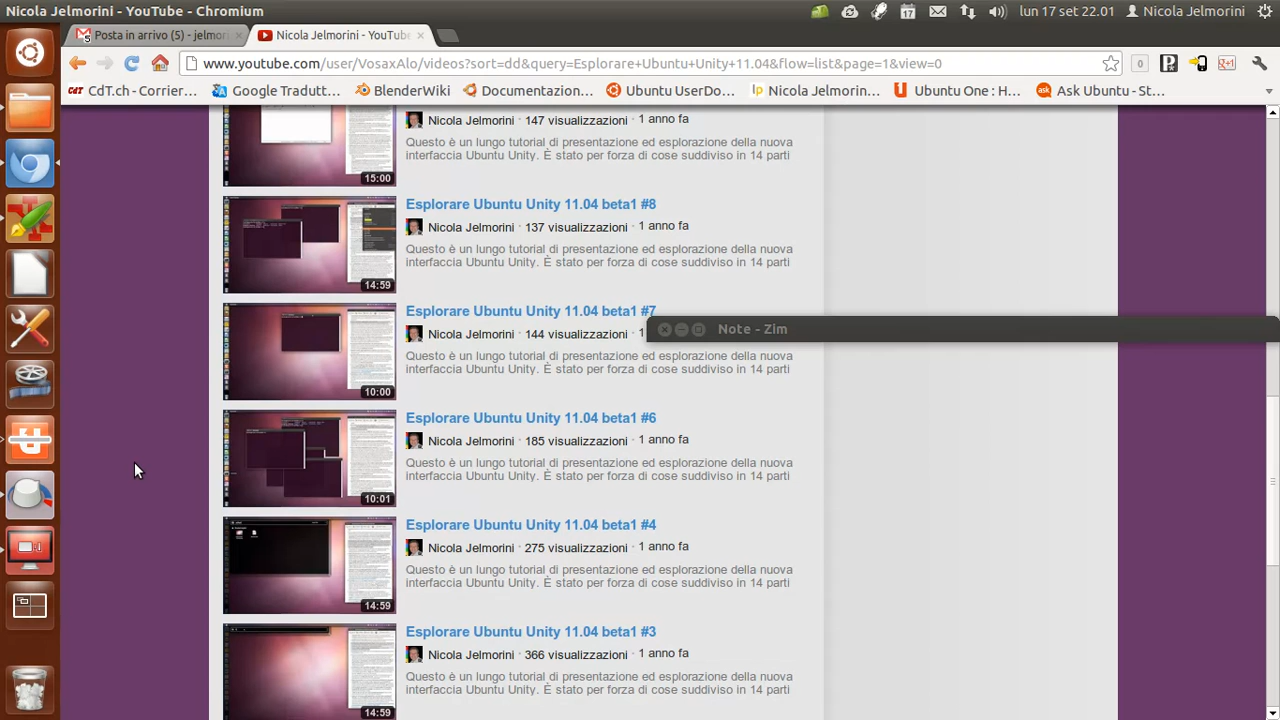 Nicola Jelmorini - YouTube - Chromium
lun 17 set 22.01 Nicola Jelmorini
17
5
Posta in arrivo (5) - jelmori
Nicola Jelmorini - YouTube
www.youtube.com/user/VosaxAlo/videos?sort=dd&query=Esplorare+Ubuntu+Unity+11.04&flow=list&page=1&view=0
0
CdT CdT.ch - Corrier...
Google Tradutt...
BlenderWiki
Documentazion...
Ubuntu UserDo...
Nicola Jelmorin...
Ubuntu One : H...
ask Ask Ubuntu - St...
Nicola Jelmorini visualizzazioni anno fa
Questo è un lungo tutorial di presentazione ed esplorazione della nuova
interfaccia Ubuntu Unity. È stato per forza di cose suddiviso in 14 parti
15:00
Esplorare Ubuntu Unity 11.04 beta1 #8
Nicola Jelmorini visualizzazioni 1 anno fa
Questo è un lungo tutorial di presentazione ed esplorazione della nuova
interfaccia Ubuntu Unity. È stato per forza di cose suddiviso in 14 parti
14:59
Esplorare Ubuntu Unity 11.04 beta1 #7
Note - Zim
Nicola Jelmorini
Questo è un lungo tutorial di presentazione ed esplorazione della nuova
interfaccia Ubuntu Unity. È stato per forza di cose suddiviso in 14 parti
10:00
Esplorare Ubuntu Unity 11.04 beta1 #6
Nicola Jelmorini visualizzazioni anno fa
Questo è un lungo tutorial di presentazione ed esplorazione della nuova
interfaccia Ubuntu Unity. È stato per forza di cose suddiviso in 14 parti
10:01
Esplorare Ubuntu Unity 11.04 beta1 #4
Nicola Jelmorini visualizzazioni anno fa
Questo è un lungo tutorial di presentazione ed esplorazione della nuova
interfaccia Ubuntu Unity. È stato per forza di cose suddiviso in 14 parti
14:59
Esplorare Ubuntu Unity 11.04 beta1 #3
Nicola Jelmorini visualizzazioni anno fa
Questo è un lungo tutorial di presentazione ed esplorazione della nuova
interfaccia Ubuntu Unity. È stato per forza di cose suddiviso in 14 parti
14:59